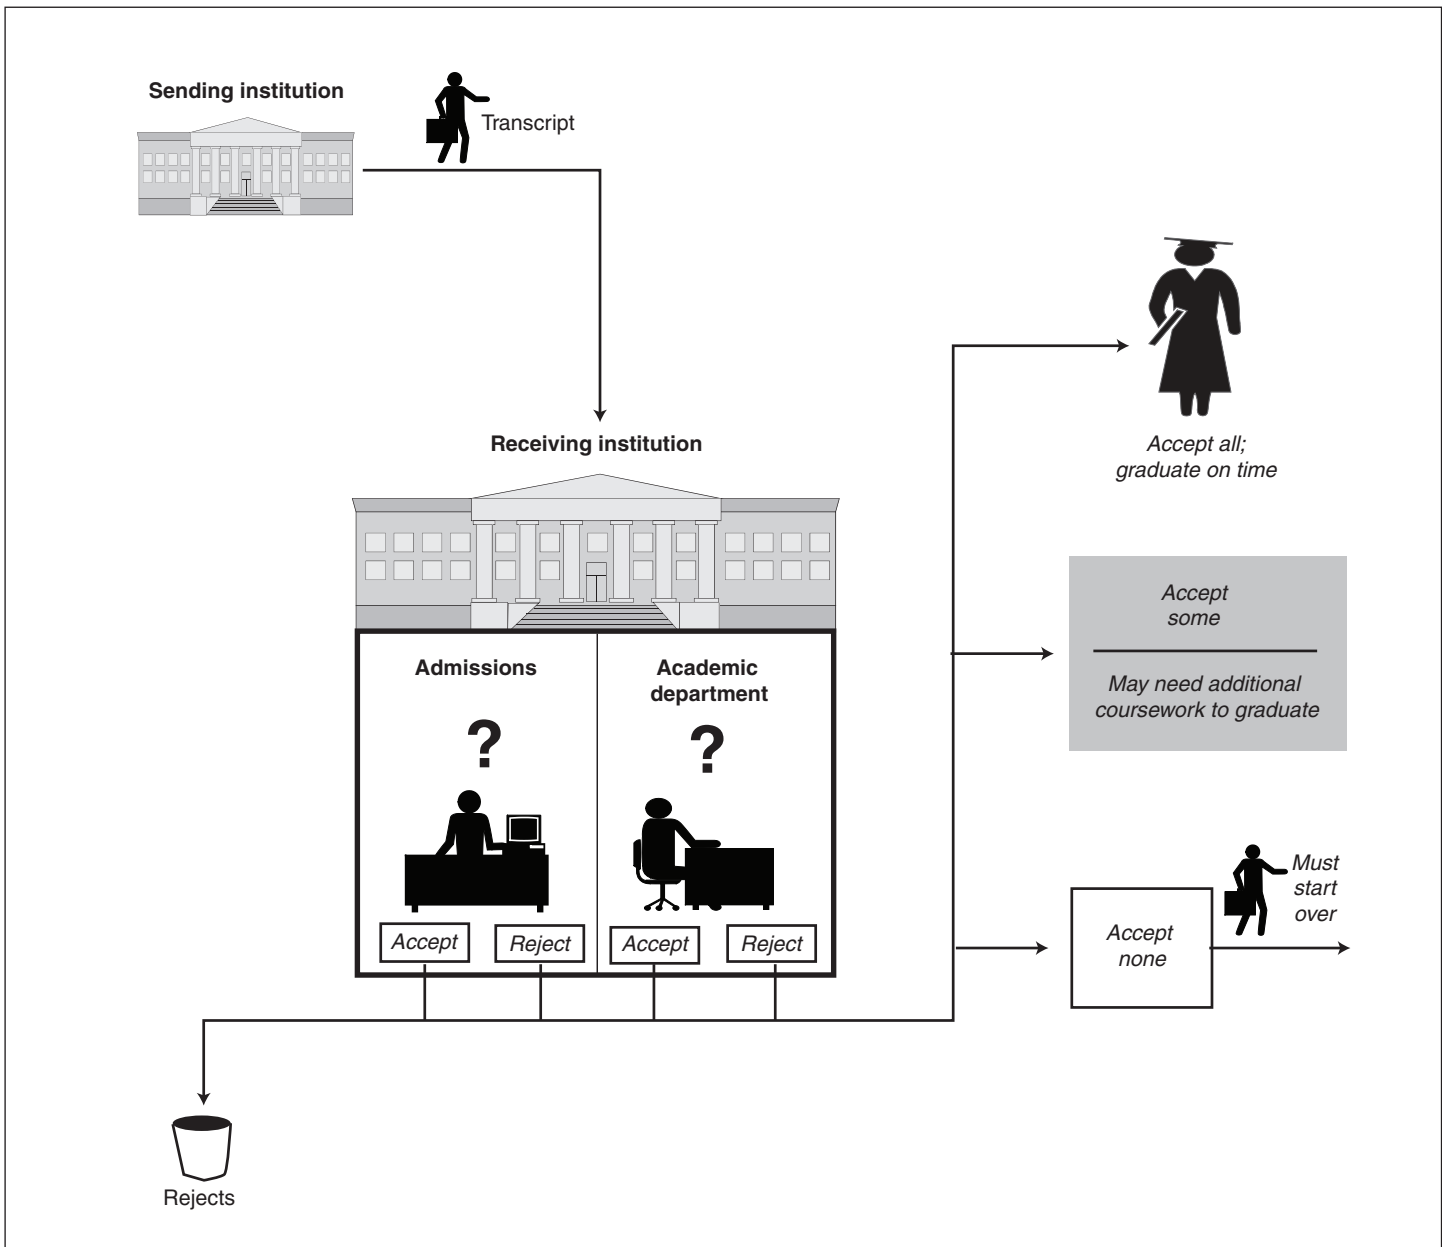 Sending institution
Transcript
Receiving institution
Accept all;
graduate on time
Accept
some
May need additional
coursework to graduate
Admissions
Academic
department
?
?
Accept
Reject
Accept
Reject
Must
start
over
Accept
none
Rejects